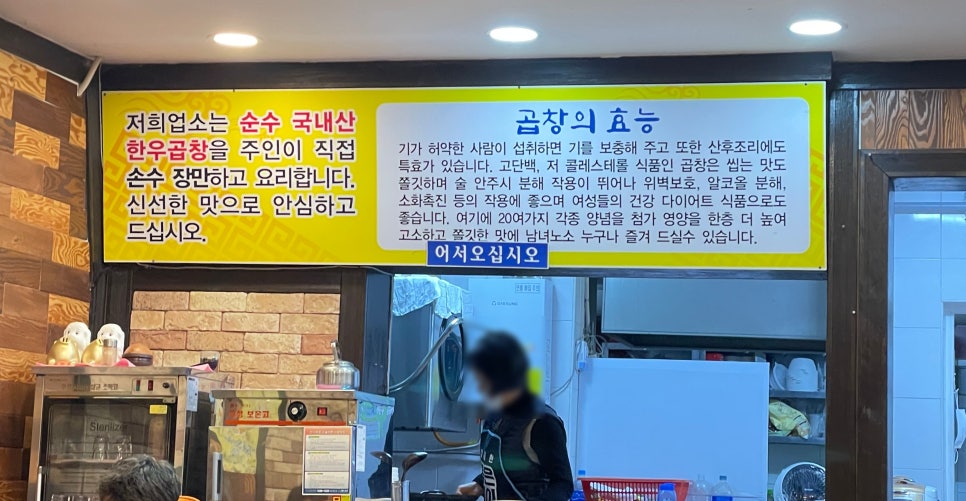 저희업소는 순수 국내산
한우곱창을 주인이 직접
손수 장만하고 요리합니다.
신선한 맛으로 안심하고
드십시오.
곱창의 효능
기가 허약한 사람이 섭취하면 기를 보충해 주고 또한 산후조리에도
특효가 있습니다. 고단백, 저 콜레스테롤 식품인 곱창은 씹는 맛도
쫄깃하며 술 안주시 분해 작용이 뛰어나 위벽보호, 알코올 분해,
소화촉진 등의 작용에 좋으며 여성들의 건강 다이어트 식품으로도
좋습니다. 여기에 20여가지 각종 양념을 첨가 영양을 한층 더 높여
고소하고 쫄깃한 맛에 남녀노소 누구나 즐겨 드실수 있습니다.
어서오십시오
SAMSUNG
Sterilizer
보온고